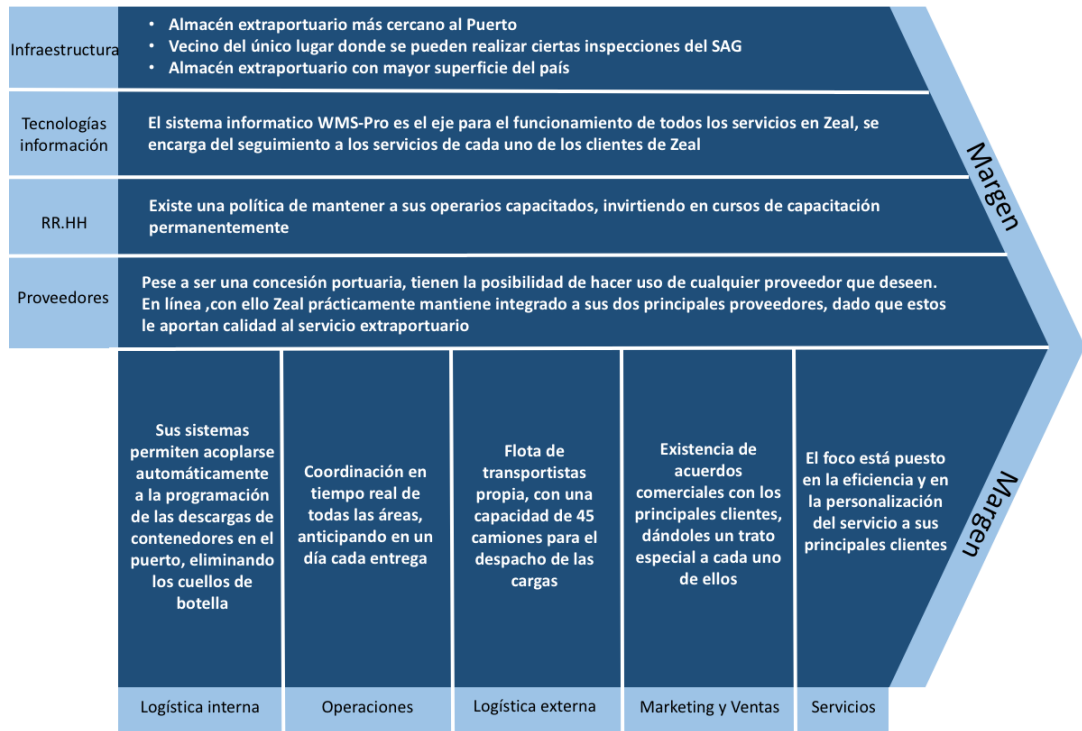 Infraestructura
• Almacén extraportuario más cercano al Puerto
• Vecino del único lugar donde se pueden realizar ciertas inspecciones del SAG
• Almacén extraportuario con mayor superficie del país
Tecnologías
información
El sistema informatico WMS-Pro es el eje para el funcionamiento de todos los servicios en Zeal, se
encarga del seguimiento a los servicios de cada uno de los clientes de Zeal
RR.HH
Existe una política de mantener a sus operarios capacitados, invirtiendo en cursos de capacitación
permanentemente
Proveedores
Pese a ser una concesión portuaria, tienen la posibilidad de hacer uso de cualquier proveedor que deseen.
En línea ,con ello Zeal prácticamente mantiene integrado a sus dos principales proveedores, dado que estos
le aportan calidad al servicio extraportuario
Margen
Sus sistemas
permiten acoplarse
automáticamente
a la programación
de las descargas de
contenedores en el
puerto, eliminando
los cuellos de
botella
Coordinación en
tiempo real de
todas las áreas,
anticipando en un
día cada entrega
Flota de
transportistas
propia, con una
capacidad de 45
camiones para el
despacho de las
cargas
Existencia de
acuerdos
comerciales con los
principales clientes,
dándoles un trato
especial a cada uno
de ellos
El foco está puesto
en la eficiencia y en
la personalización
del servicio a sus
principales clientes
Margen
Logística interna
Operaciones
Logística externa
Marketing y Ventas
Servicios